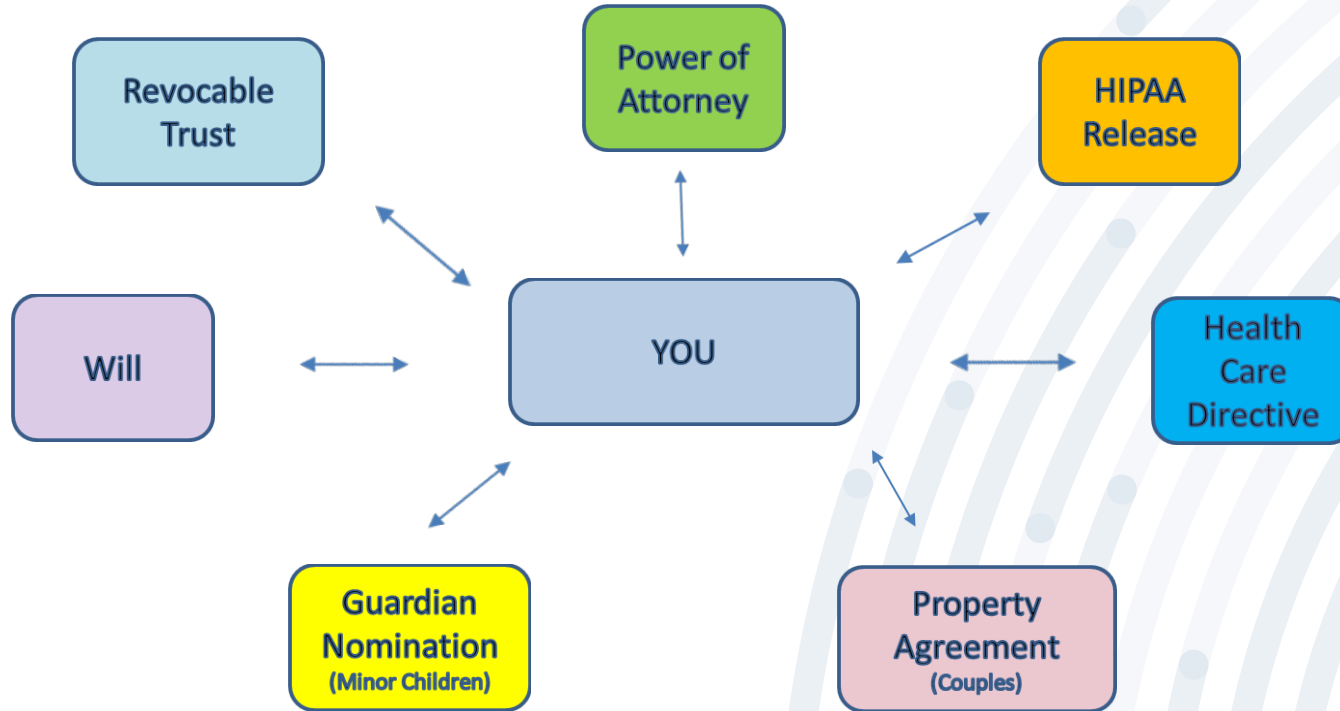 Revocable
Trust
Power of
Attorney
HIPAA
Release
Will
YOU
Health
Care
Directive
Guardian
Nomination
(Minor Children)
Property
Agreement
(Couples)